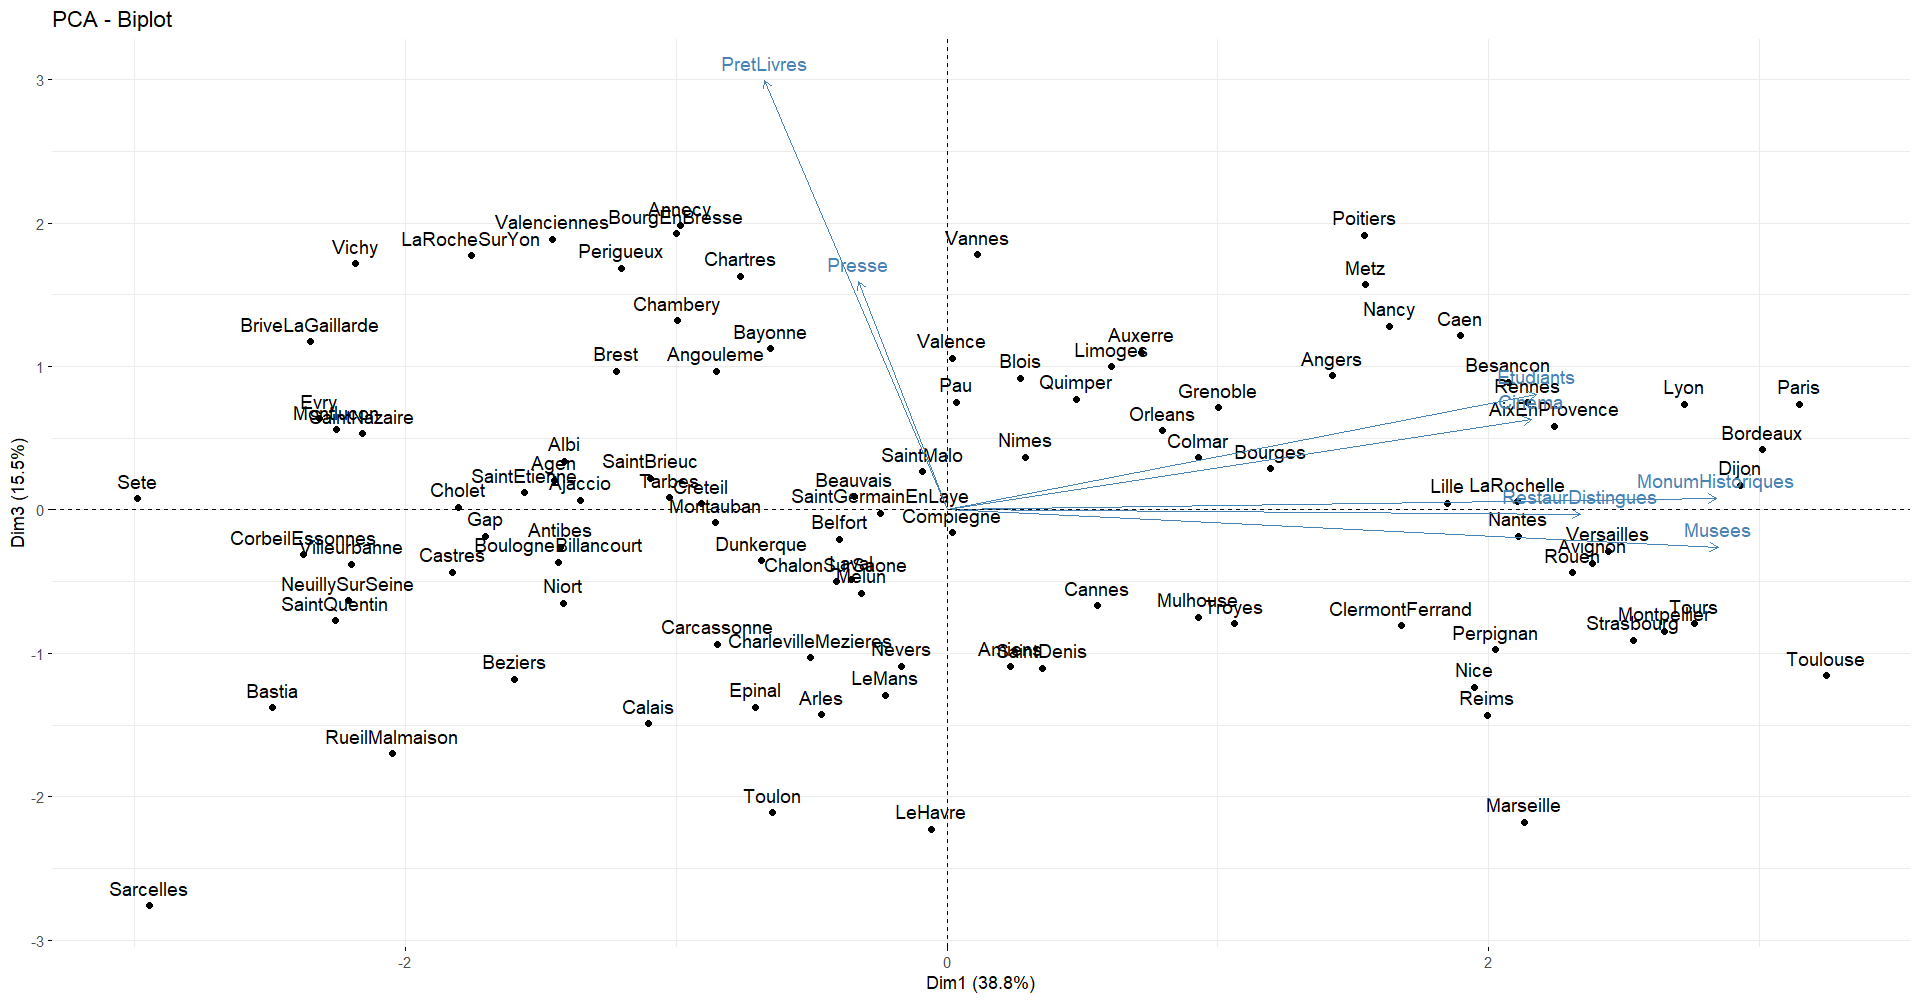 PCA - Biplot
PretLivres
3
Annecy
BourgEnBresse
Valenciennes
Poitiers
2
LaRocheSurYon
Vannes
Vichy
Perigueux
Chartres
Presse
Metz
Chambery
Nancy
Caen
BriveLaGaillarde
Bayonne
Auxerre
Valence
Limoges
Brest
Angouleme
Blois
Angers
Besancon
1
Etudiants
Pau
Quimper
Grenoble
Rennes
Lyon
Paris
Evry
Cinema
Montlucon
SaintNazaire
Orleans
AixEnProvence
Albi
Nimes
Colmar
Bordeaux
SaintBrieuc
SaintMalo
Bourges
Agen
Dijon
Sete
SaintEtienne
Ajaccio
Tarbes
Creteil
Beauvais
MonumHistoriques
Cholet
SaintGermainEnLaye
Lille
LaRochelle
RestaurDistingues
0
Gap
Montauban
Compiegne
Nantes
Antibes
Belfort
Versailles
Musees
CorbeilEssonnes
Villeurbanne
BoulogneBillancourt
Dunkerque
Avignon
Castres
Rouen
ChalonSurSaone
Laval
Melun
NeuillySurSeine
Niort
Cannes
SaintQuentin
Mulhouse
Troyes
ClermontFerrand
Tours
Montpellier
Strasbourg
Carcassonne
CharlevilleMezieres
Perpignan
Nevers
Amiens
SaintDenis
-1
Beziers
Toulouse
LeMans
Nice
Bastia
Epinal
Arles
Reims
Calais
RueilMalmaison
Toulon
LeHavre
Marseille
-2
Sarcelles
-3
-2
0
2
Dim1 (38.8%)
Dim3 (15.5%)